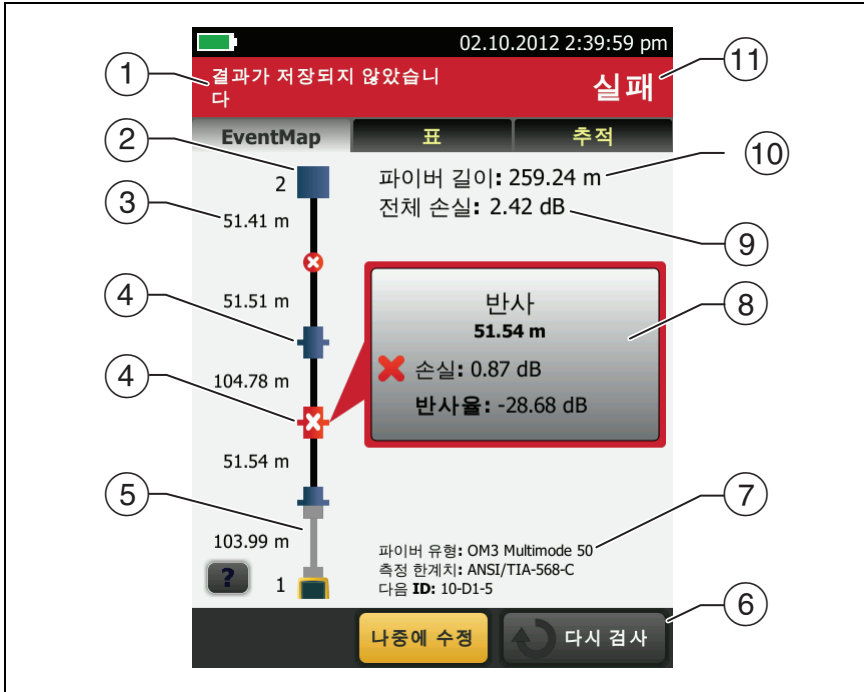 02.10.2012 2:39:59 pm
1
결과가 저장되지 않았습니
다
실패
11
EventMap
표
추적
2
2
파이버 길이: 259.24 m
10
전체 손실: 2.42 dB
9
3
51.41 m
4
51.51 m
반사
51.54 m
8
손실: 0.87 dB
반사율: -28.68 dB
104.78 m
4
51.54 m
5
103.99 m
7
파이버 유형: OM3 Multimode 50
측정 한계치: ANSI/TIA-568-C
다음 ID: 10-D1-5
?
1
나중에 수정
다시 검사
6